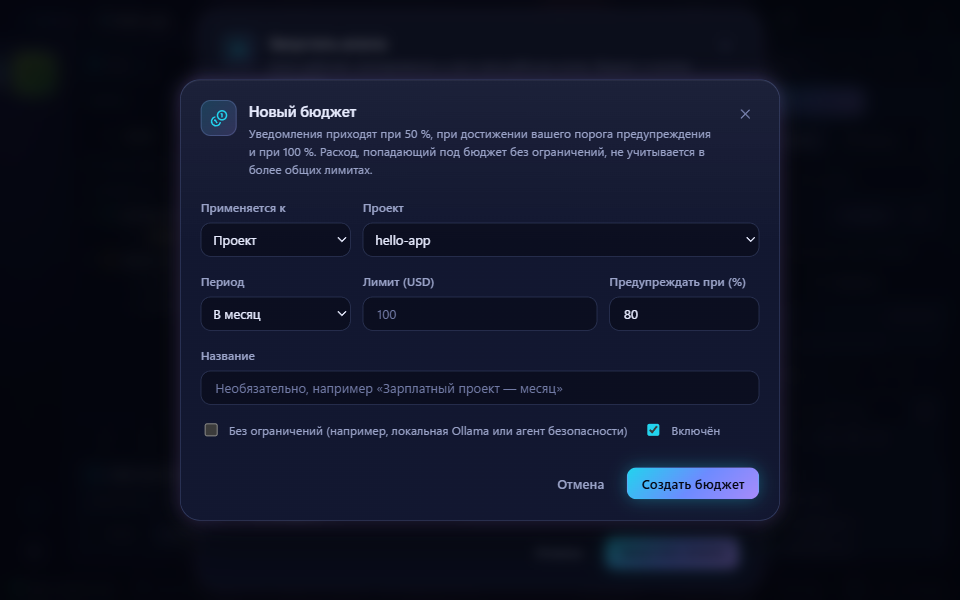 Новый бюджет
Уведомления приходят при 50 %, при достижении вашего порога предупреждения
и при 100 %. Расход, попадающий под бюджет без ограничений, не учитывается в
более общих лимитах.
Применяется к
Проект
Проект
hello-app
Период
Лимит (USD)
Предупреждать при (%)
В месяц
100
80
Название
Необязательно, например «Зарплатный проект — месяц»
Без ограничений (например, локальная Ollama или агент безопасности)
Включён
Отмена
Создать бюджет